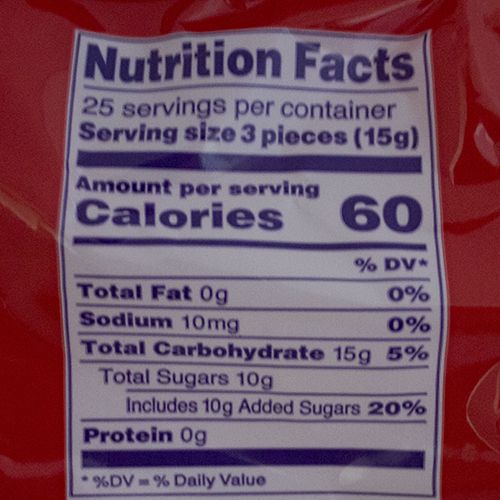 Nutrition Facts
25 servings per container
Serving size 3 pieces (15g)
Amount per serving
Calories 60
% DV*
Total Fat 0g 0%
Sodium 10mg 0%
Total Carbohydrate 15g 5%
Total Sugars 10g
Includes 10g Added Sugars 20%
Protein 0g
* %DV = % Daily Value